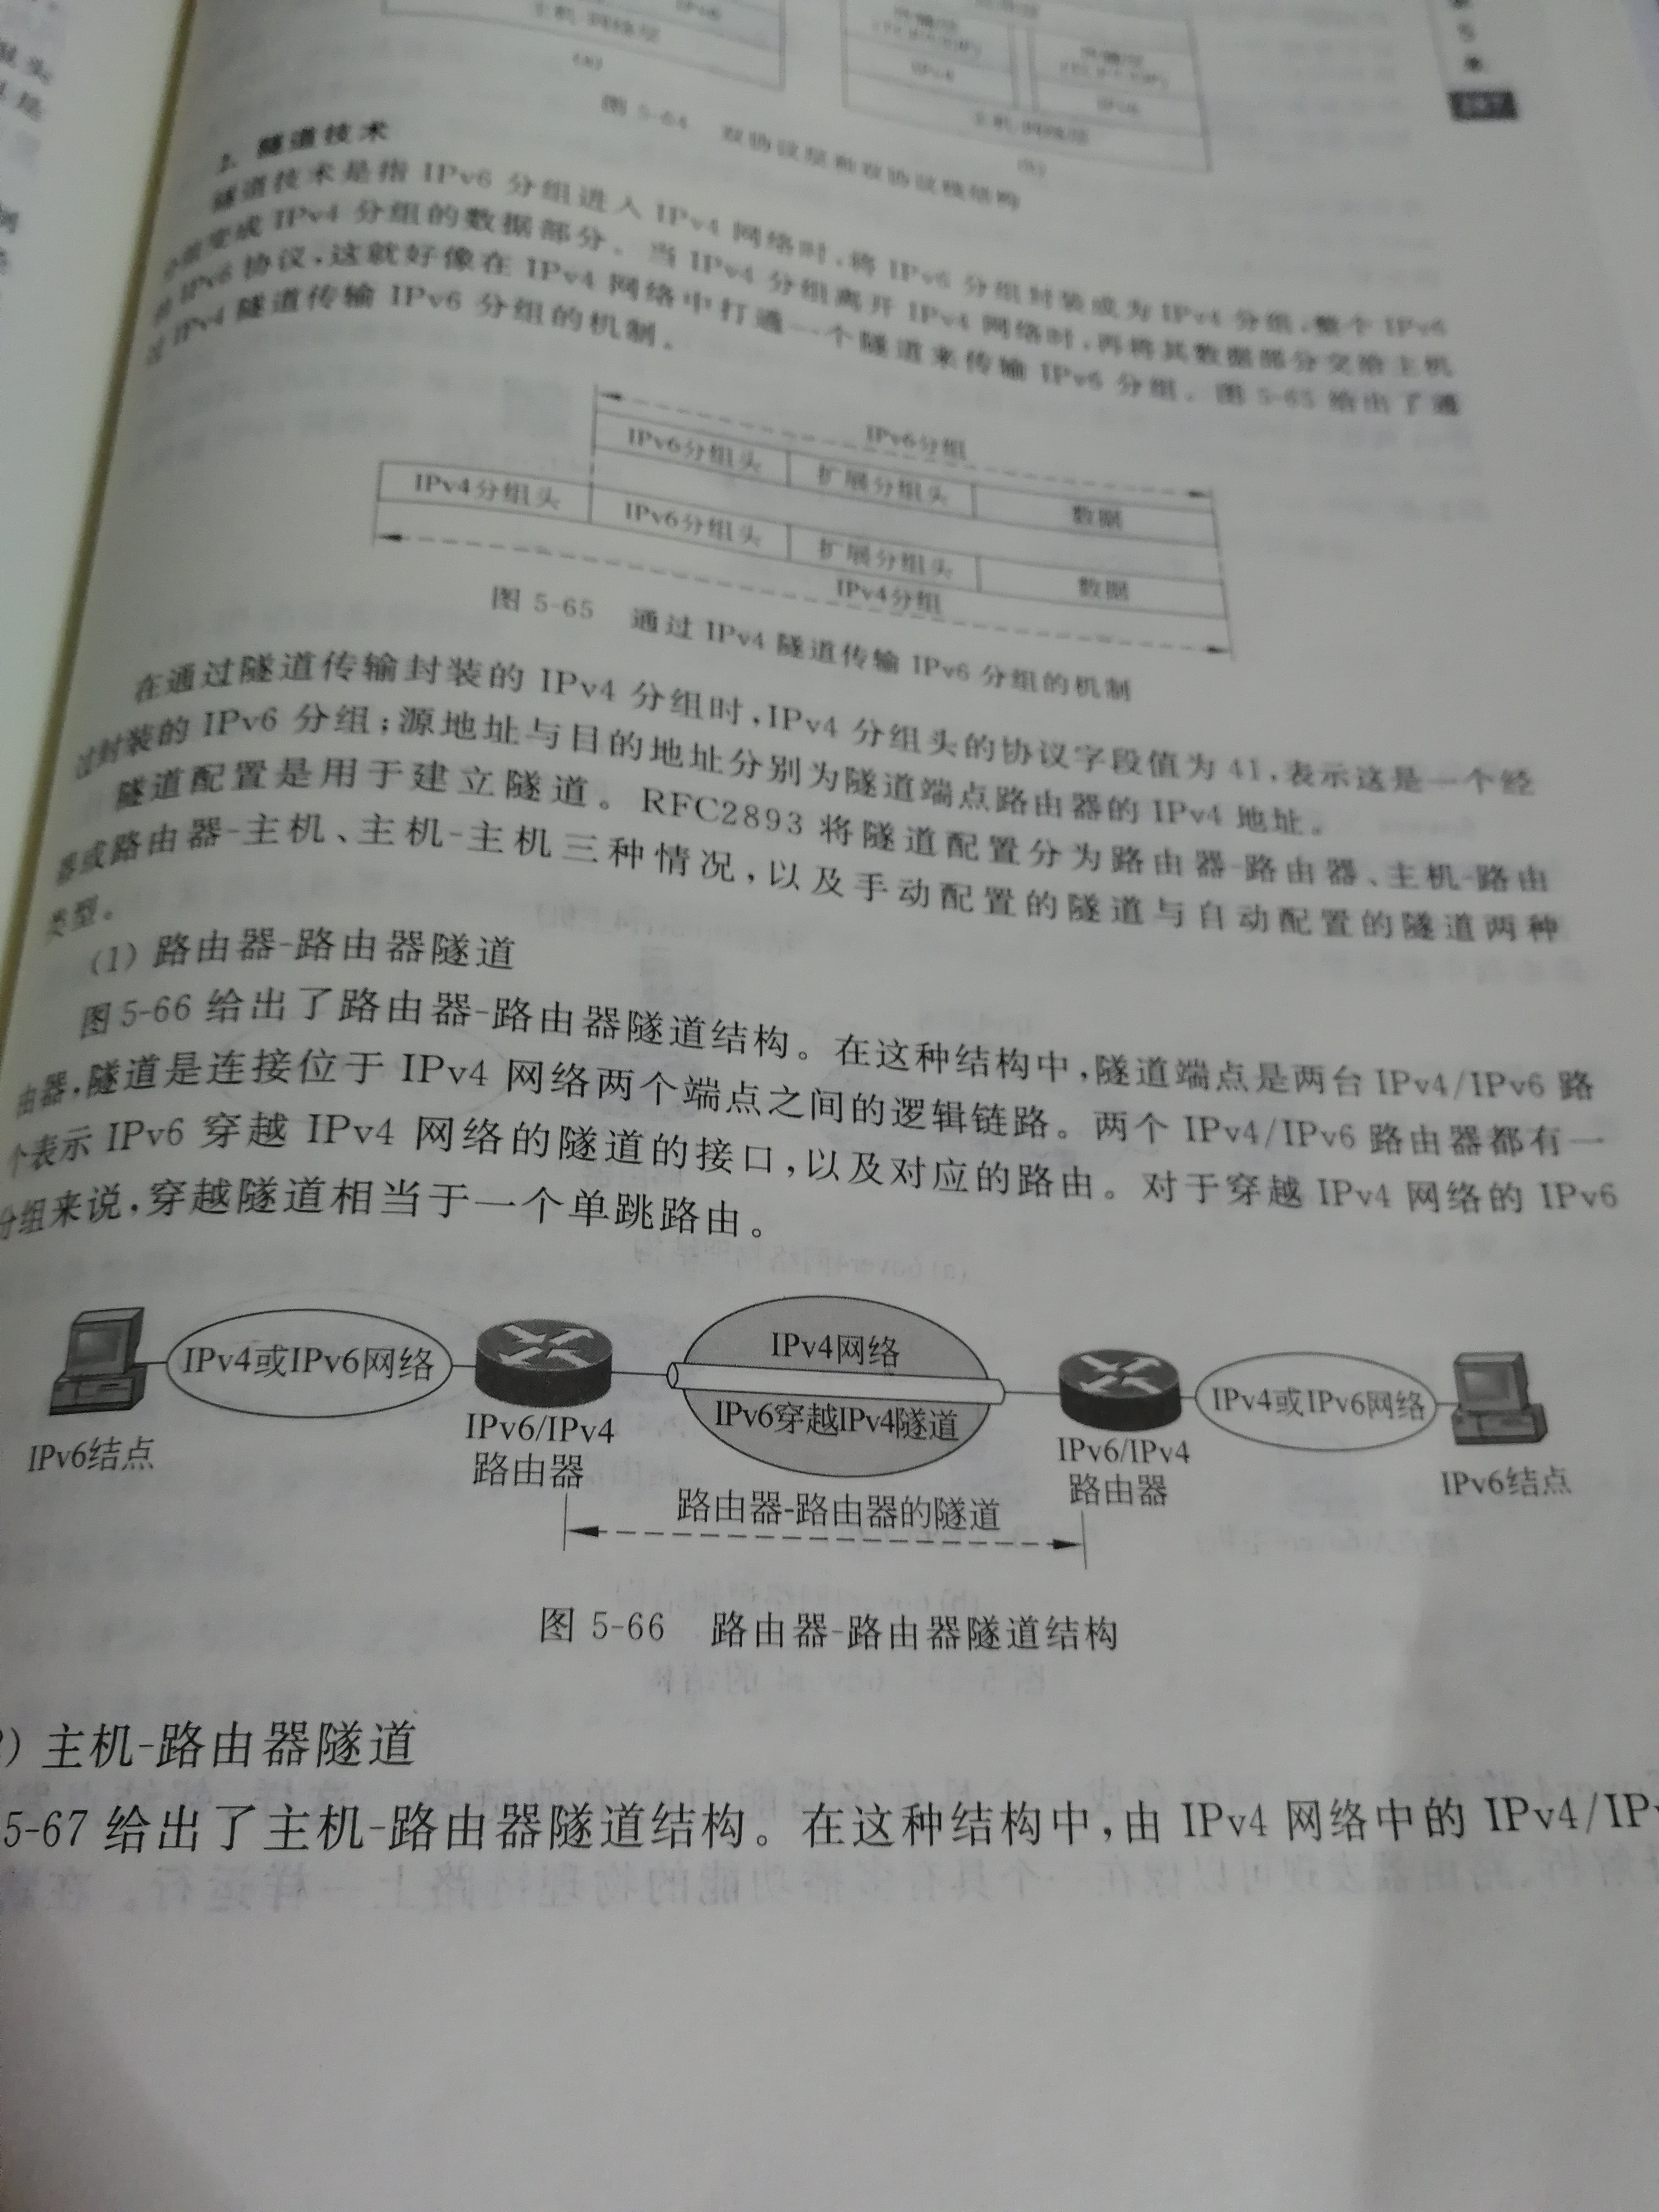 主机-网络层
IPv6
(a)
传输层
IPv4
IPv6
主机-网络层
(b)
图 5-64 双协议层和双协议栈结构
2. 隧道技术
隧道技术是指 IPv6 分组进入 IPv4 网络时,将 IPv6 分组封装成为 IPv4 分组,整个 IPv6
分组变成 IPv4 分组的数据部分。当 IPv4 分组离开 IPv4 网络时,再将其数据部分交给主机
的 IPv6 协议,这就好像在 IPv4 网络中打通一个隧道来传输 IPv6 分组。图 5-65 给出了通
过 IPv4 隧道传输 IPv6 分组的机制。
IPv6分组
IPv6分组头 扩展分组头 数据
IPv4分组头 IPv6分组头 扩展分组头 数据
IPv4分组
图 5-65 通过 IPv4 隧道传输 IPv6 分组的机制
在通过隧道传输封装的 IPv4 分组时,IPv4 分组头的协议字段值为 41,表示这是一个经
过封装的 IPv6 分组;源地址与目的地址分别为隧道端点路由器的 IPv4 地址。
隧道配置是用于建立隧道。RFC2893 将隧道配置分为路由器-路由器、主机-路由
器或路由器-主机、主机-主机三种情况,以及手动配置的隧道与自动配置的隧道两种
类型。
(1) 路由器-路由器隧道
图 5-66 给出了路由器-路由器隧道结构。在这种结构中,隧道端点是两台 IPv4/IPv6 路
由器,隧道是连接位于 IPv4 网络两个端点之间的逻辑链路。两个 IPv4/IPv6 路由器都有一
个表示 IPv6 穿越 IPv4 网络的隧道的接口,以及对应的路由。对于穿越 IPv4 网络的 IPv6
分组来说,穿越隧道相当于一个单跳路由。
IPv4或IPv6网络
IPv4网络
IPv6穿越IPv4隧道
IPv4或IPv6网络
IPv6结点
IPv6/IPv4
路由器
IPv6/IPv4
路由器
IPv6结点
路由器-路由器的隧道
图 5-66 路由器-路由器隧道结构
) 主机-路由器隧道
5-67 给出了主机-路由器隧道结构。在这种结构中,由 IPv4 网络中的 IPv4/IPv